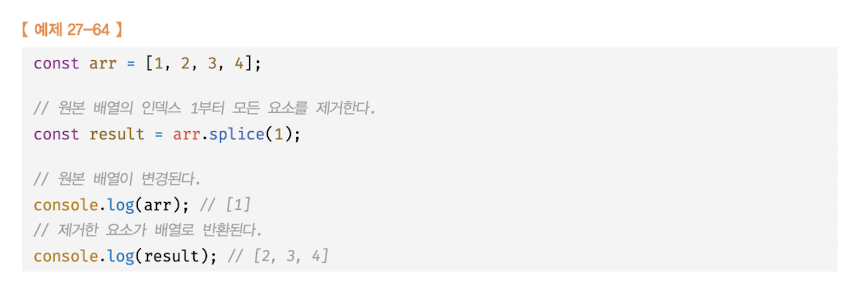 【 예제 27-64 】
const arr = [1, 2, 3, 4];
// 원본 배열의 인덱스 1부터 모든 요소를 제거한다.
const result = arr.splice(1);
// 원본 배열이 변경된다.
console.log(arr); // [1]
// 제거한 요소가 배열로 반환된다.
console.log(result); // [2, 3, 4]